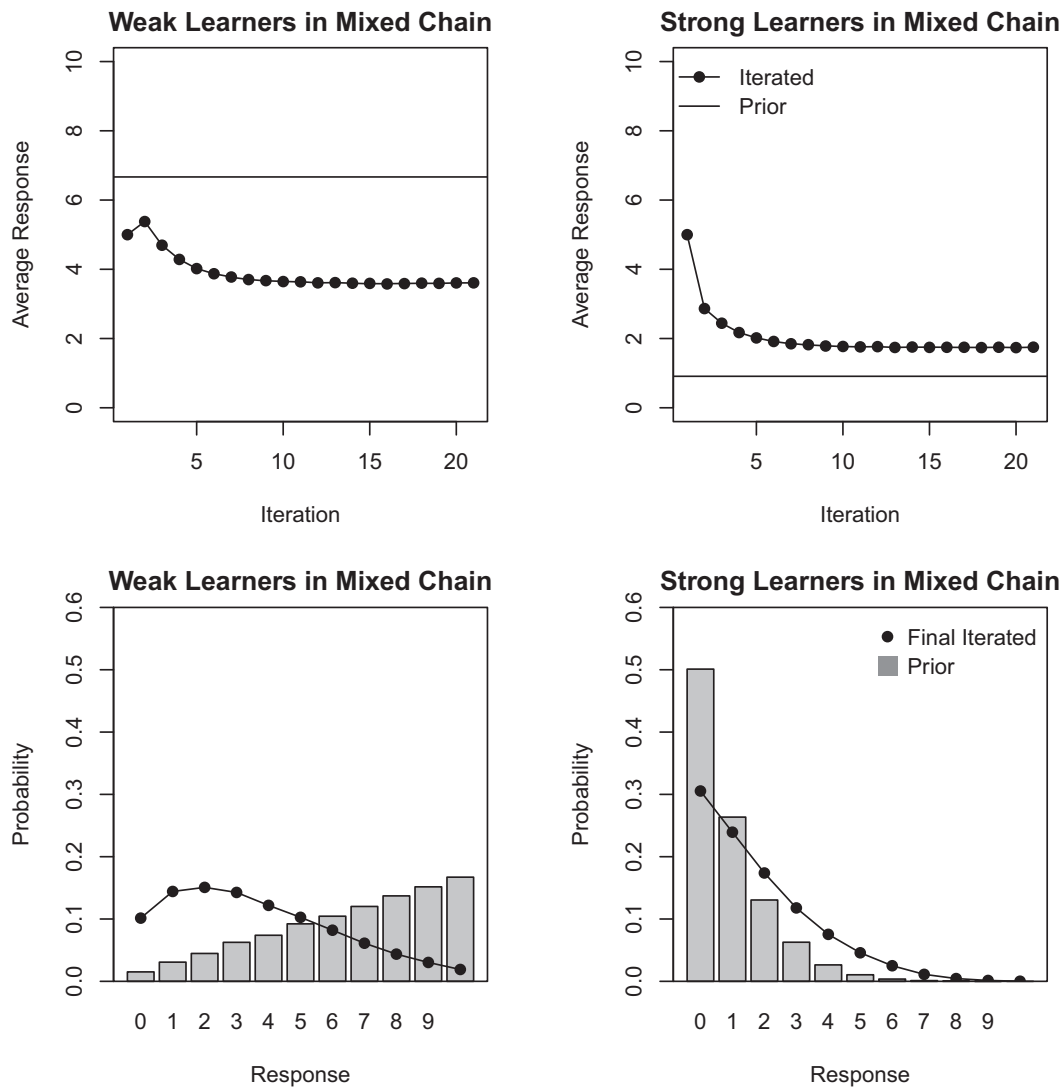 Weak Learners in Mixed Chain
Average Response
10
8
6
4
2
0
5 10 15 20
Iteration
Strong Learners in Mixed Chain
Average Response
10
8
6
4
2
0
Iterated
Prior
5 10 15 20
Iteration
Weak Learners in Mixed Chain
Probability
0.6
0.5
0.4
0.3
0.2
0.1
0.0
0 1 2 3 4 5 6 7 8 9
Response
Strong Learners in Mixed Chain
Probability
0.6
0.5
0.4
0.3
0.2
0.1
0.0
Final Iterated
Prior
0 1 2 3 4 5 6 7 8 9
Response